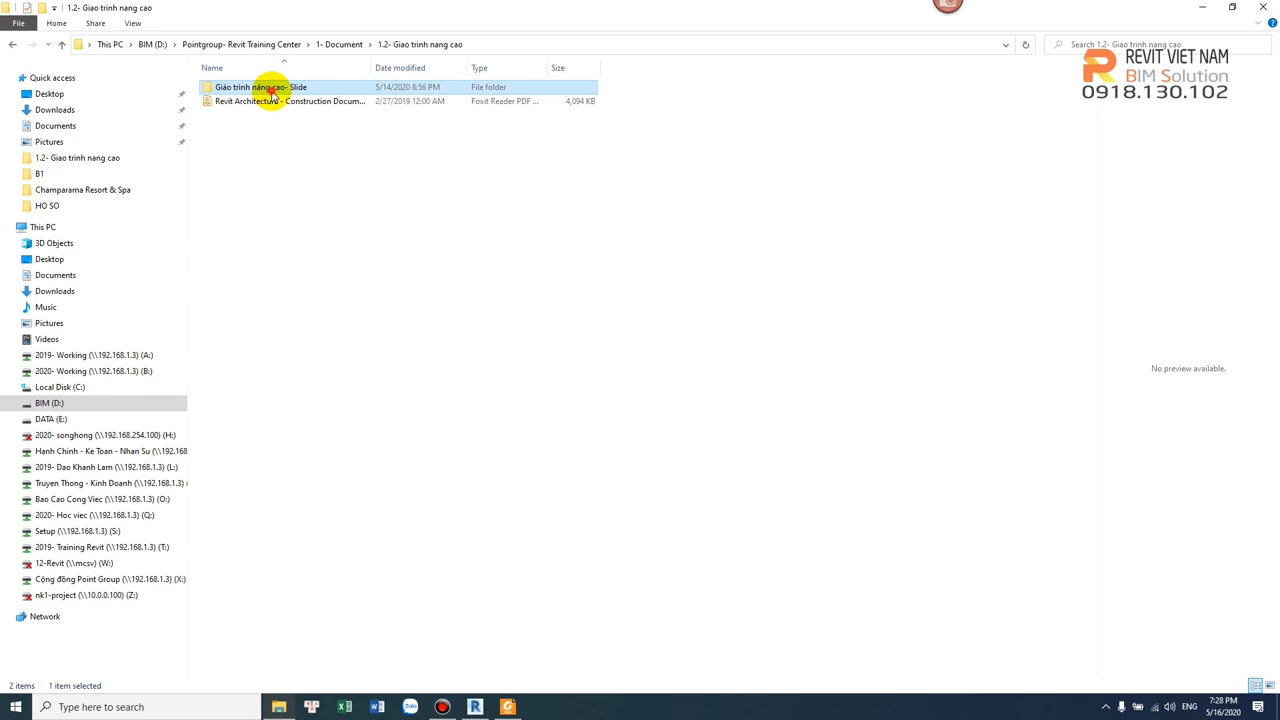 1.2- Giao trinh nang cao
File
Home
Share
View
This PC
BIM (D:)
Pointgroup- Revit Training Center
1- Document
1.2- Giao trinh nang cao
Search 1.2- Giao trinh nang cao
REVIT VIET NAM
BIM Solution
0918.130.102
Name
Date modified
Type
Size
Giáo trình nâng cao- Slide
5/14/2020 8:56 PM
File folder
Revit Architecture- Construction Docum...
2/27/2019 12:00 AM
Foxit Reader PDF ...
4,094 KB
Quick access
Desktop
Downloads
Documents
Pictures
1.2- Giao trinh nang cao
B1
Champarama Resort & Spa
HO SO
This PC
3D Objects
Desktop
Documents
Downloads
Music
Pictures
Videos
2019- Working (\\192.168.1.3) (A:)
2020- Working (\\192.168.1.3) (B:)
Local Disk (C:)
BIM (D:)
DATA (E:)
2020- songhong (\\192.168.254.100) (H:)
Hanh Chinh - Ke Toan - Nhan Su (\\192.168
2019- Dao Khanh Lam (\\192.168.1.3) (L:)
Truyen Thong - Kinh Doanh (\\192.168.1.3) (
Bao Cao Cong Viec (\\192.168.1.3) (O:)
2020- Hoc viec (\\192.168.1.3) (Q:)
Setup (\\192.168.1.3) (S:)
2019- Training Revit (\\192.168.1.3) (T:)
12-Revit (\\mcsv) (W:)
Cộng đồng Point Group (\\192.168.1.3) (X:)
nk1-project (\\10.0.0.100) (Z:)
Network
No preview available.
2 items
1 item selected
Type here to search
Zalo
ENG
7:28 PM
5/16/2020